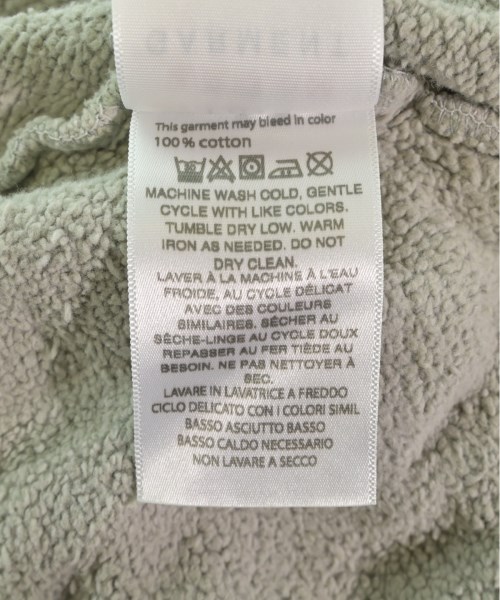 GARMENT
This garment may bleed in color
100% cotton
MACHINE WASH COLD, GENTLE
CYCLE WITH LIKE COLORS.
TUMBLE DRY LOW. WARM
IRON AS NEEDED. DO NOT
DRY CLEAN.
LAVER À LA MACHINE À L'EAU
FROIDE, AU CYCLE DÉLICAT
AVEC DES COULEURS
SIMILAIRES. SÉCHER AU
SÈCHE-LINGE AU CYCLE DOUX
REPASSER AU FER TIÈDE AU
BESOIN. NE PAS NETTOYER À
SEC.
LAVARE IN LAVATRICE A FREDDO
CICLO DELICATO CON I COLORI SIMIL
BASSO ASCIUTTO BASSO
BASSO CALDO NECESSARIO
NON LAVARE A SECCO